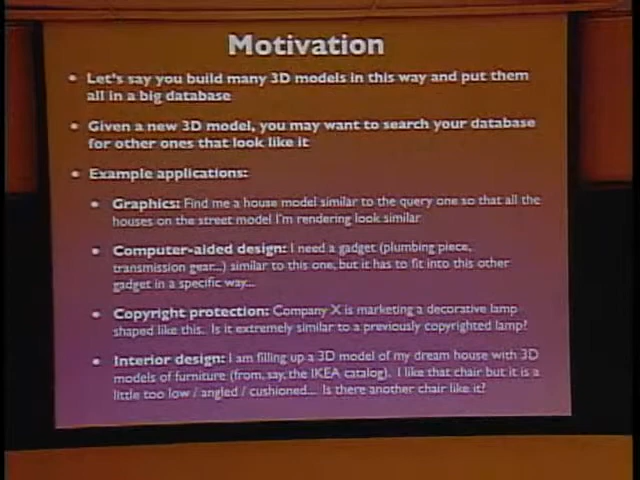 Motivation
• Let's say you build many 3D models in this way and put them
all in a big database
• Given a new 3D model, you may want to search your database
for other ones that look like it
• Example applications:
• Graphics: Find me a house model similar to the query one so that all the
houses on the street model I'm rendering look similar
• Computer-aided design: I need a gadget (plumbing piece,
transmission gear...) similar to this one, but it has to fit into this other
gadget in a specific way...
• Copyright protection: Company X is marketing a decorative lamp
shaped like this. Is it extremely similar to a previously copyrighted lamp?
• Interior design: I am filling up a 3D model of my dream house with 3D
models of furniture (from, say, the IKEA catalog). I like that chair but it is a
little too low / angled / cushioned... Is there another chair like it?